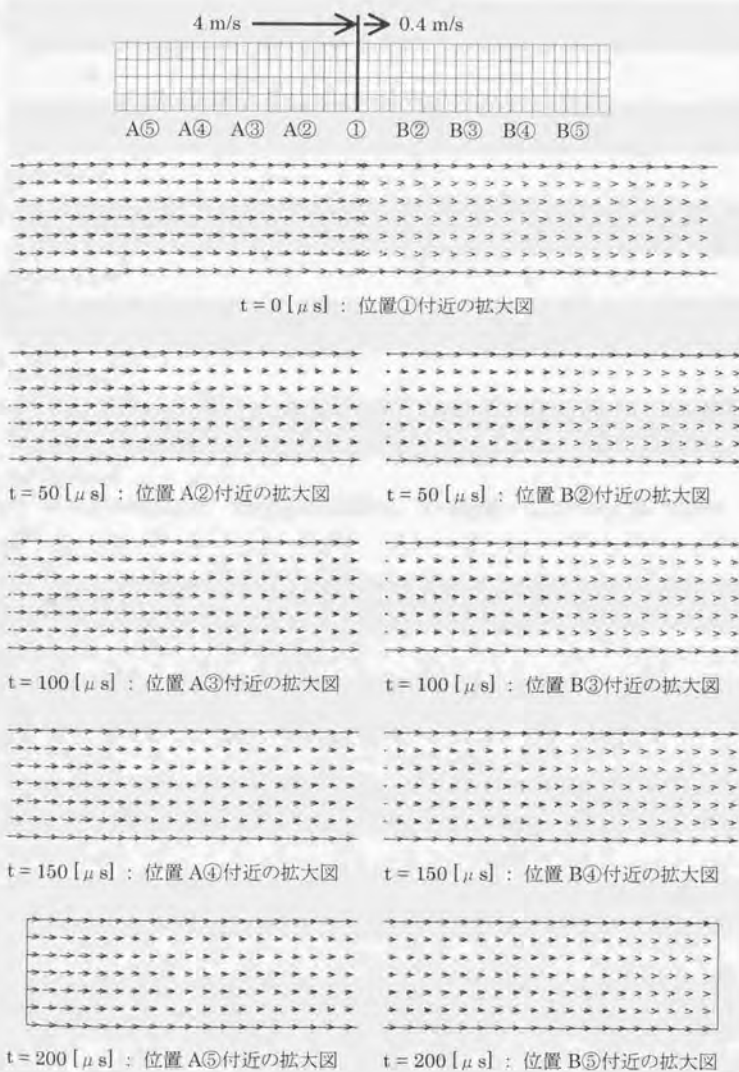 4 m/s 0.4 m/s
A⑤ A④ A③ A② ① B② B③ B④ B⑤
t = 0 [μ s] : 位置①付近の拡大図
t = 50 [μ s] : 位置 A②付近の拡大図 t = 50 [μ s] : 位置 B②付近の拡大図
t = 100 [μ s] : 位置 A③付近の拡大図 t = 100 [μ s] : 位置 B③付近の拡大図
t = 150 [μ s] : 位置 A④付近の拡大図 t = 150 [μ s] : 位置 B④付近の拡大図
t = 200 [μ s] : 位置 A⑤付近の拡大図 t = 200 [μ s] : 位置 B⑤付近の拡大図